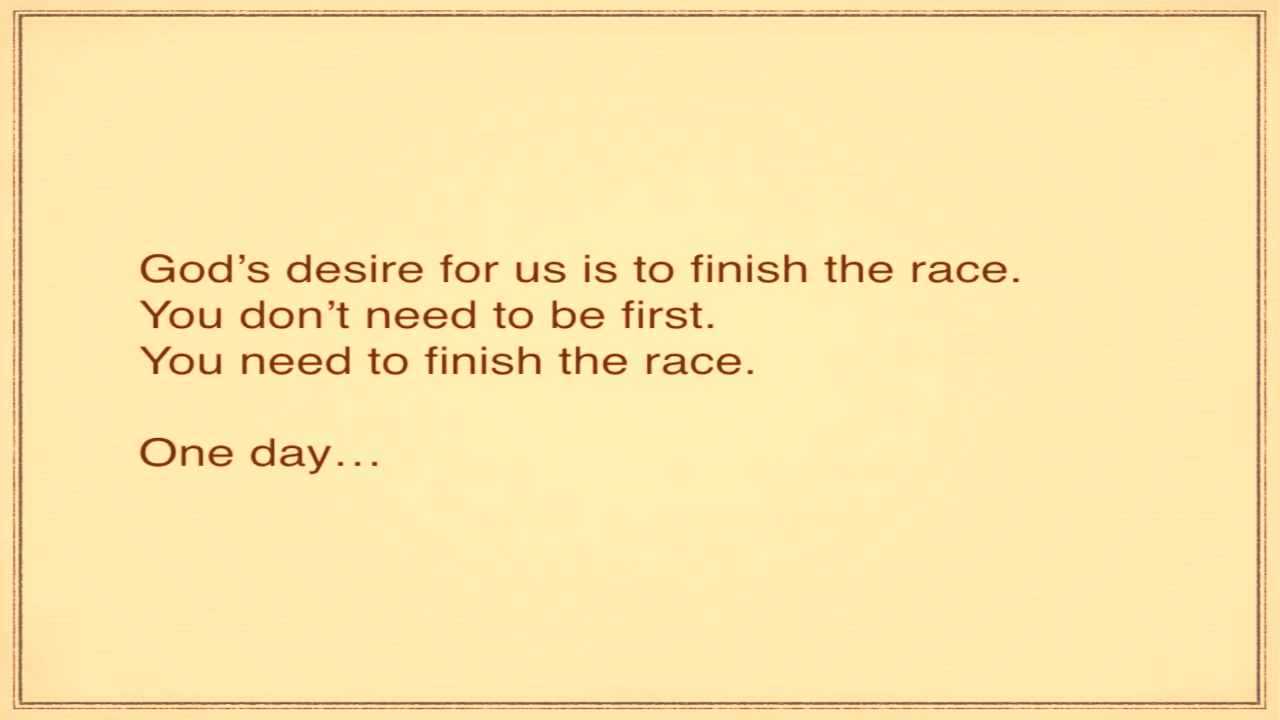 God’s desire for us is to finish the race.
You don’t need to be first.
You need to finish the race.
One day…